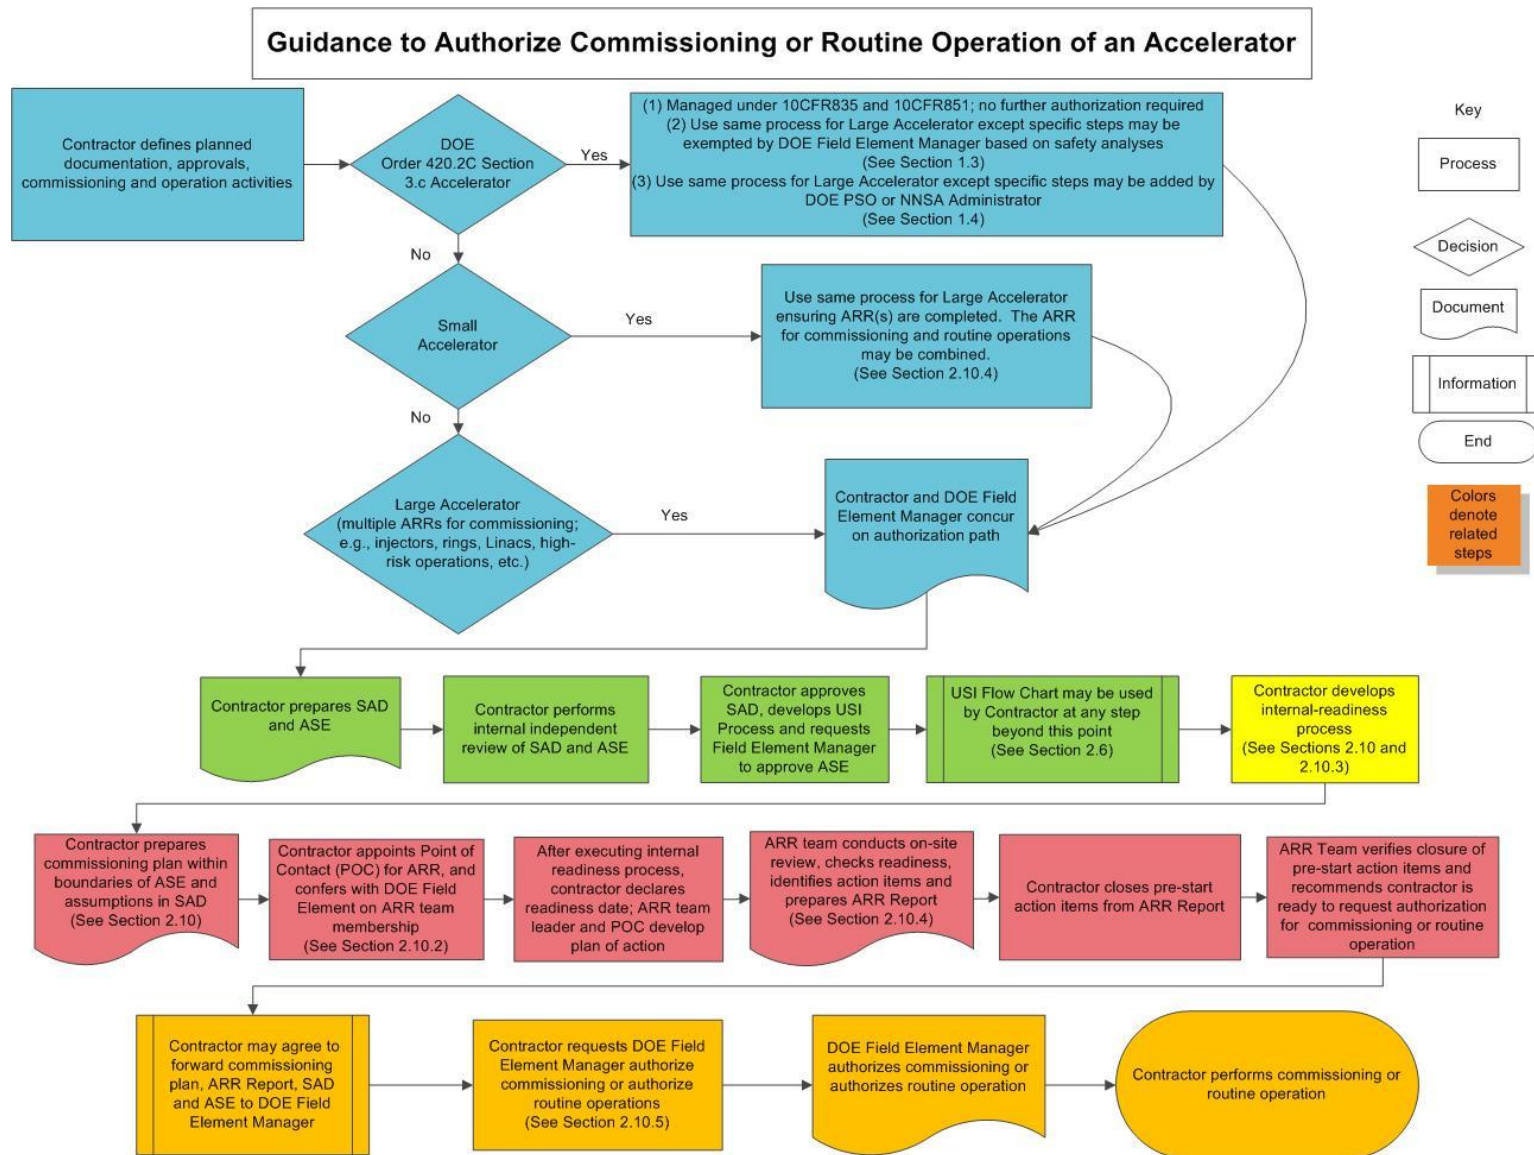 Guidance to Authorize Commissioning or Routine Operation of an Accelerator
Contractor defines planned
documentation, approvals,
commissioning and operation activities
DOE
Order 420.2C Section
3.c Accelerator
Yes
(1) Managed under 10CFR835 and 10CFR851; no further authorization required
(2) Use same process for Large Accelerator except specific steps may be
exempted by DOE Field Element Manager based on safety analyses
(See Section 1.3)
(3) Use same process for Large Accelerator except specific steps may be added by
DOE PSO or NNSA Administrator
(See Section 1.4)
No
Small
Accelerator
Yes
Use same process for Large Accelerator
ensuring ARR(s) are completed. The ARR
for commissioning and routine operations
may be combined.
(See Section 2.10.4)
No
Large Accelerator
(multiple ARRs for commissioning;
e.g., injectors, rings, Linacs, high-
risk operations, etc.)
Yes
Contractor and DOE Field
Element Manager concur
on authorization path
Key
Process
Decision
Document
Information
End
Colors
denote
related
steps
Contractor prepares SAD
and ASE
Contractor performs
internal independent
review of SAD and ASE
Contractor approves
SAD, develops USI
Process and requests
Field Element Manager
to approve ASE
USI Flow Chart may be used
by Contractor at any step
beyond this point
(See Section 2.6)
Contractor develops
internal-readiness
process
(See Sections 2.10 and
2.10.3)
Contractor prepares
commissioning plan within
boundaries of ASE and
assumptions in SAD
(See Section 2.10)
Contractor appoints Point of
Contact (POC) for ARR, and
confers with DOE Field
Element on ARR team
membership
(See Section 2.10.2)
After executing internal
readiness process,
contractor declares
readiness date; ARR team
leader and POC develop
plan of action
ARR team conducts on-site
review, checks readiness,
identifies action items and
prepares ARR Report
(See Section 2.10.4)
Contractor closes pre-start
action items from ARR Report
ARR Team verifies closure of
pre-start action items and
recommends contractor is
ready to request authorization
for commissioning or routine
operation
Contractor may agree to
forward commissioning
plan, ARR Report, SAD
and ASE to DOE Field
Element Manager
Contractor requests DOE Field
Element Manager authorize
commissioning or authorize
routine operations
(See Section 2.10.5)
DOE Field Element Manager
authorizes commissioning or
authorizes routine operation
Contractor performs commissioning or
routine operation